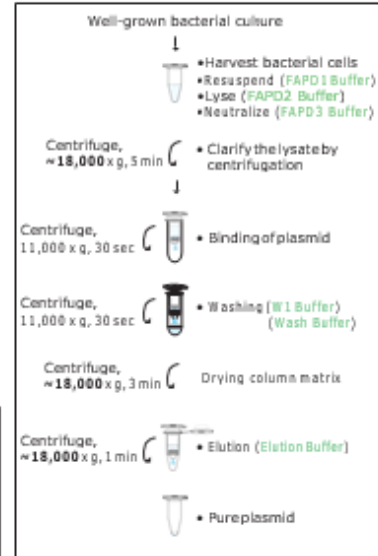 Well-grown bacterial culture
• Harvest bacterial cells
• Resuspend (FAPD1 Buffer)
• Lyse (FAPD2 Buffer)
• Neutralize (FAPD3 Buffer)
Centrifuge,
≈18,000 x g, 5 min
• Clarify the lysate by
centrifugation
Centrifuge,
11,000 x g, 30 sec
• Binding of plasmid
Centrifuge,
11,000 x g, 30 sec
• Washing (W1 Buffer)
(Wash Buffer)
Centrifuge,
≈18,000 x g, 3 min
Drying column matrix
Centrifuge,
≈18,000 x g, 1 min
• Elution (Elution Buffer)
• Pure plasmid